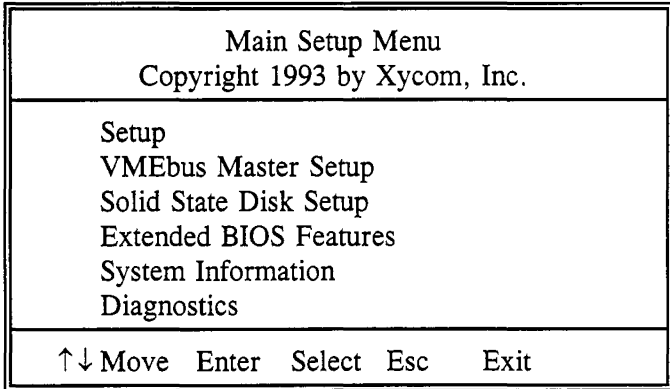 Main Setup Menu
Copyright 1993 by Xycom, Inc.
Setup
VMEbus Master Setup
Solid State Disk Setup
Extended BIOS Features
System Information
Diagnostics
↑↓ Move Enter Select Esc Exit